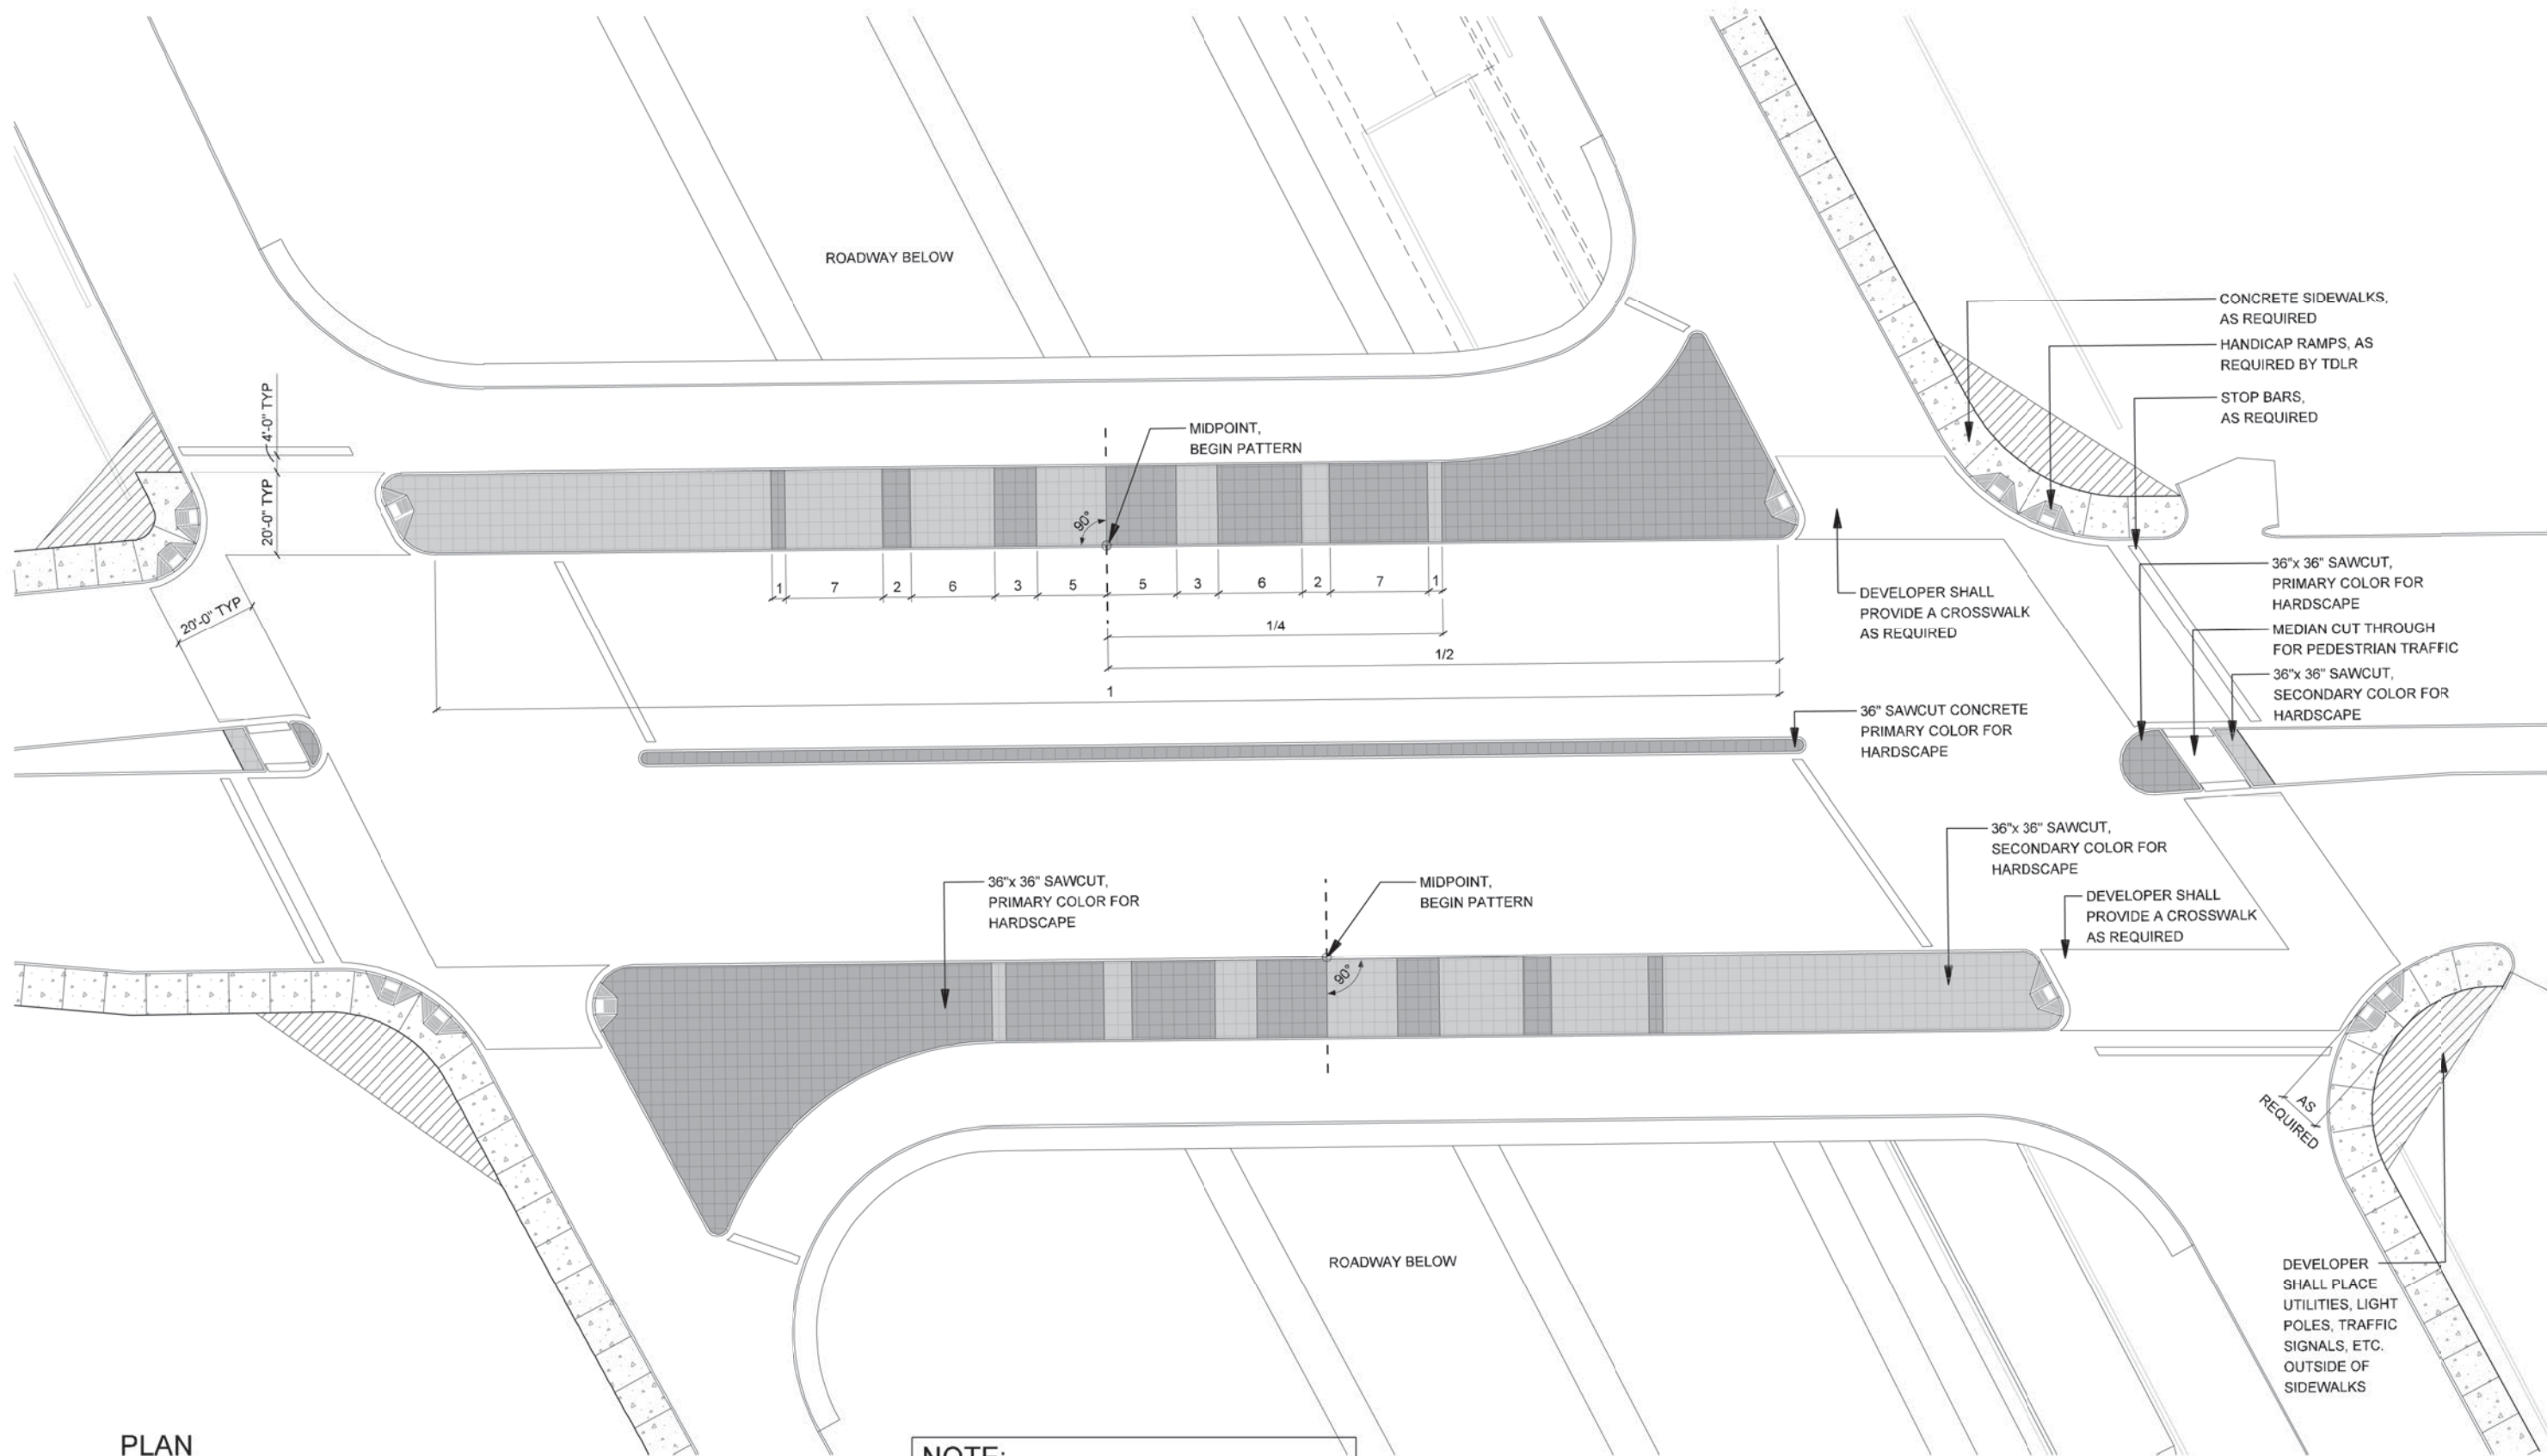 ROADWAY BELOW
CONCRETE SIDEWALKS,
AS REQUIRED
HANDICAP RAMPS, AS
REQUIRED BY TDLR
STOP BARS,
AS REQUIRED
4'-0" TYP
20'-0" TYP
MIDPOINT,
BEGIN PATTERN
90°
1 7 2 6 3 5 5 3 6 2 7 1
1/4
1/2
1
20'-0" TYP
DEVELOPER SHALL
PROVIDE A CROSSWALK
AS REQUIRED
36"x 36" SAWCUT,
PRIMARY COLOR FOR
HARDSCAPE
MEDIAN CUT THROUGH
FOR PEDESTRIAN TRAFFIC
36"x 36" SAWCUT,
SECONDARY COLOR FOR
HARDSCAPE
36" SAWCUT CONCRETE
PRIMARY COLOR FOR
HARDSCAPE
36"x 36" SAWCUT,
SECONDARY COLOR FOR
HARDSCAPE
36"x 36" SAWCUT,
PRIMARY COLOR FOR
HARDSCAPE
MIDPOINT,
BEGIN PATTERN
DEVELOPER SHALL
PROVIDE A CROSSWALK
AS REQUIRED
90°
AS
REQUIRED
ROADWAY BELOW
DEVELOPER
SHALL PLACE
UTILITIES, LIGHT
POLES, TRAFFIC
SIGNALS, ETC.
OUTSIDE OF
SIDEWALKS
PLAN
NOTE: